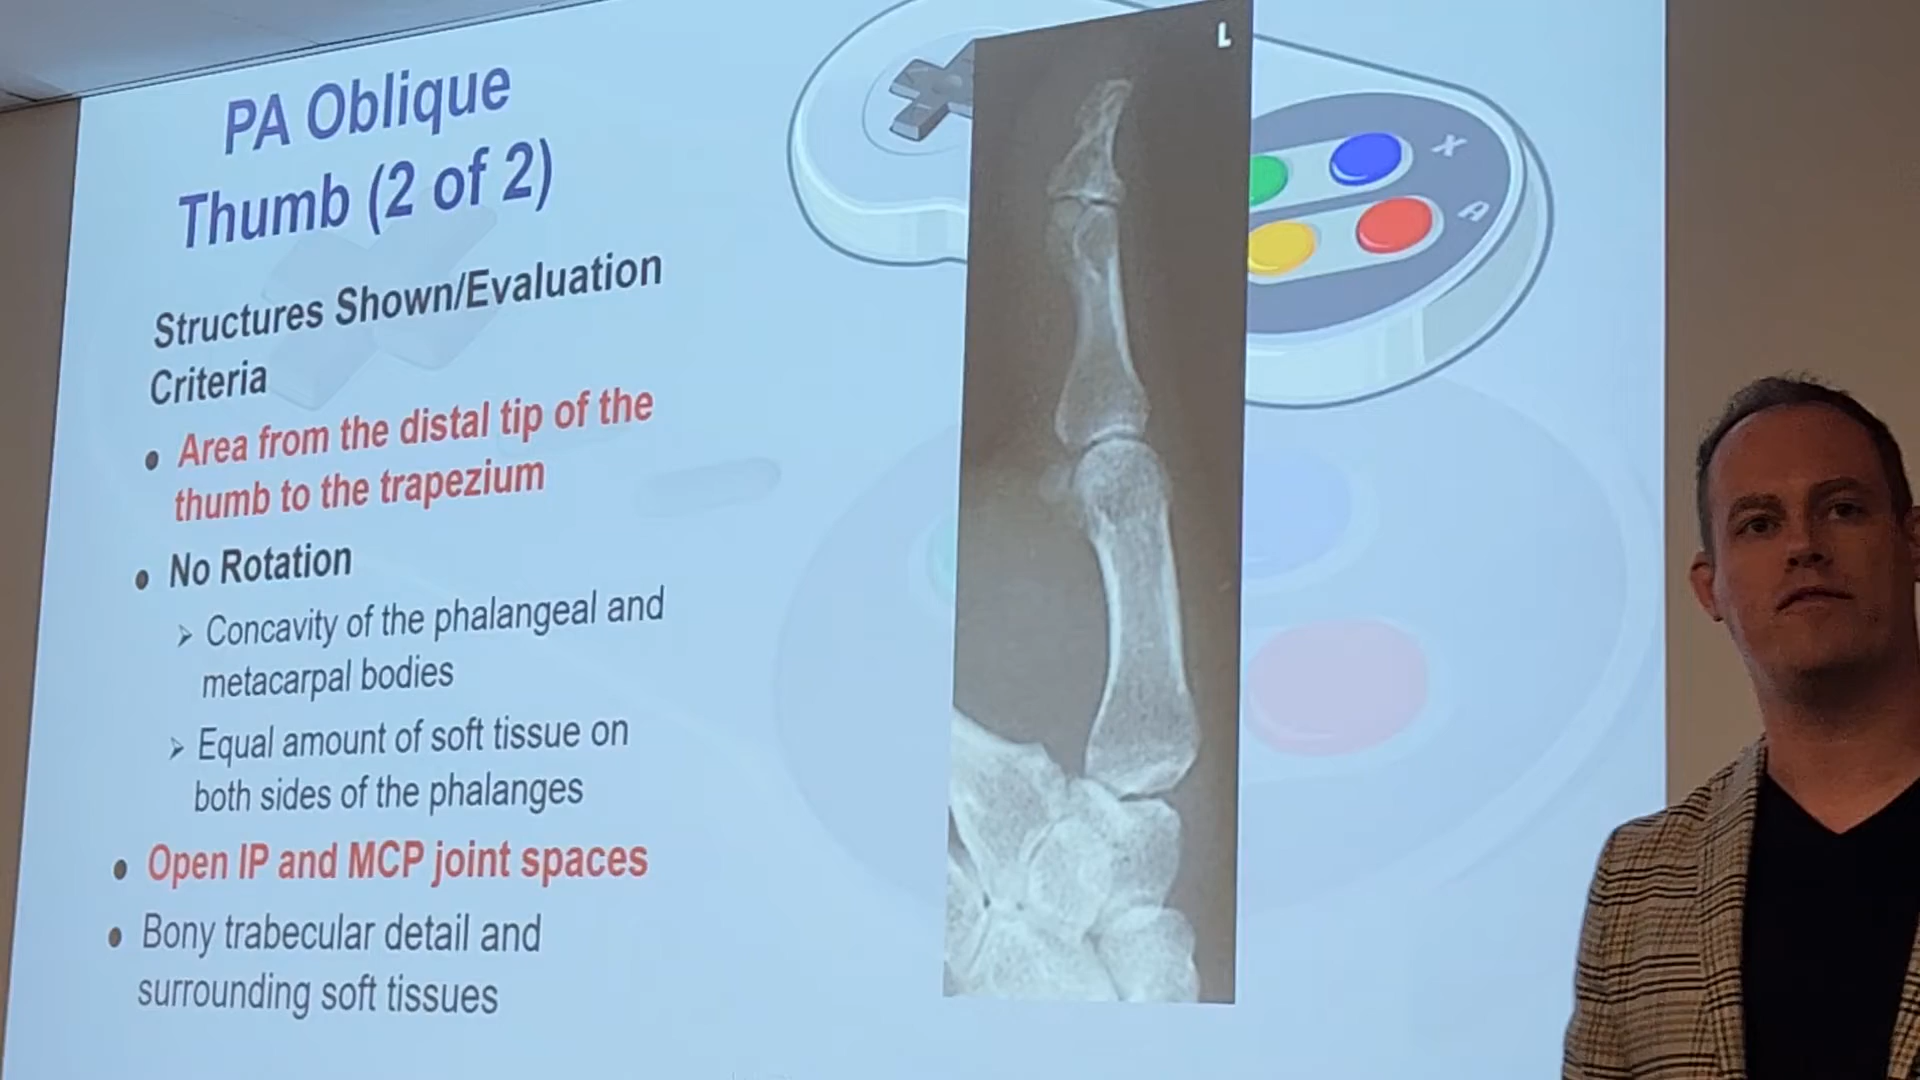 PA Oblique
Thumb (2 of 2)
Structures Shown/Evaluation
Criteria
• Area from the distal tip of the
thumb to the trapezium
• No Rotation
➢ Concavity of the phalangeal and
metacarpal bodies
➢ Equal amount of soft tissue on
both sides of the phalanges
• Open IP and MCP joint spaces
• Bony trabecular detail and
surrounding soft tissues
L
X
A